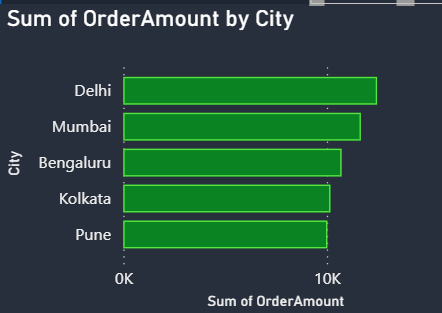 Sum of OrderAmount by City
Delhi
Mumbai
Bengaluru
Kolkata
Pune
City
0K 10K
Sum of OrderAmount